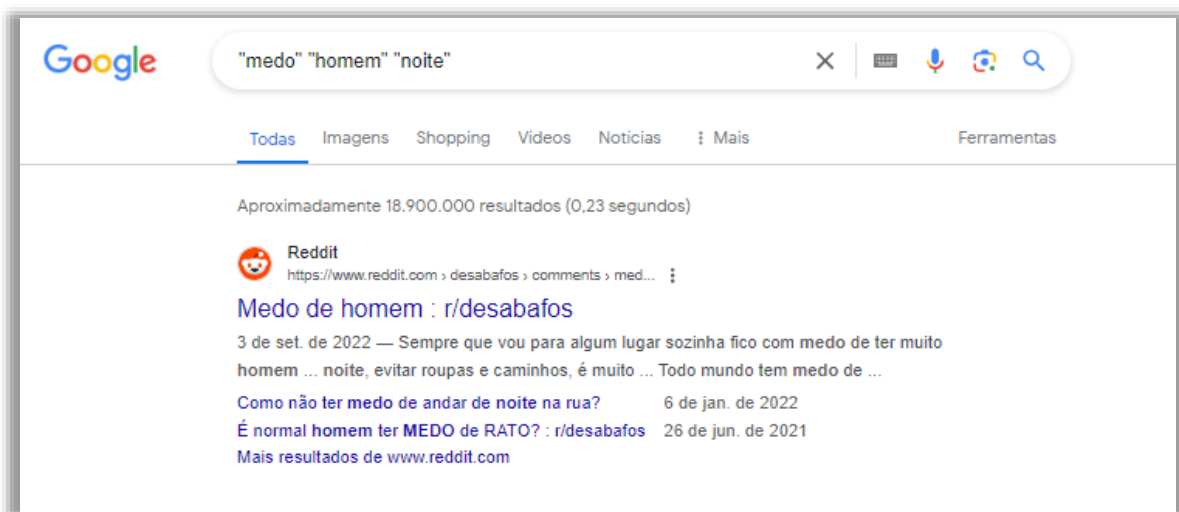 Google "medo" "homem" "noite"
Todas Imagens Shopping Vídeos Notícias Mais Ferramentas
Aproximadamente 18.900.000 resultados (0,23 segundos)
Reddit
https://www.reddit.com › desabafos › comments › med...
Medo de homem : r/desabafos
3 de set. de 2022 — Sempre que vou para algum lugar sozinha fico com medo de ter muito
homem ... noite, evitar roupas e caminhos, é muito ... Todo mundo tem medo de ...
Como não ter medo de andar de noite na rua? 6 de jan. de 2022
É normal homem ter MEDO de RATO? : r/desabafos 26 de jun. de 2021
Mais resultados de www.reddit.com